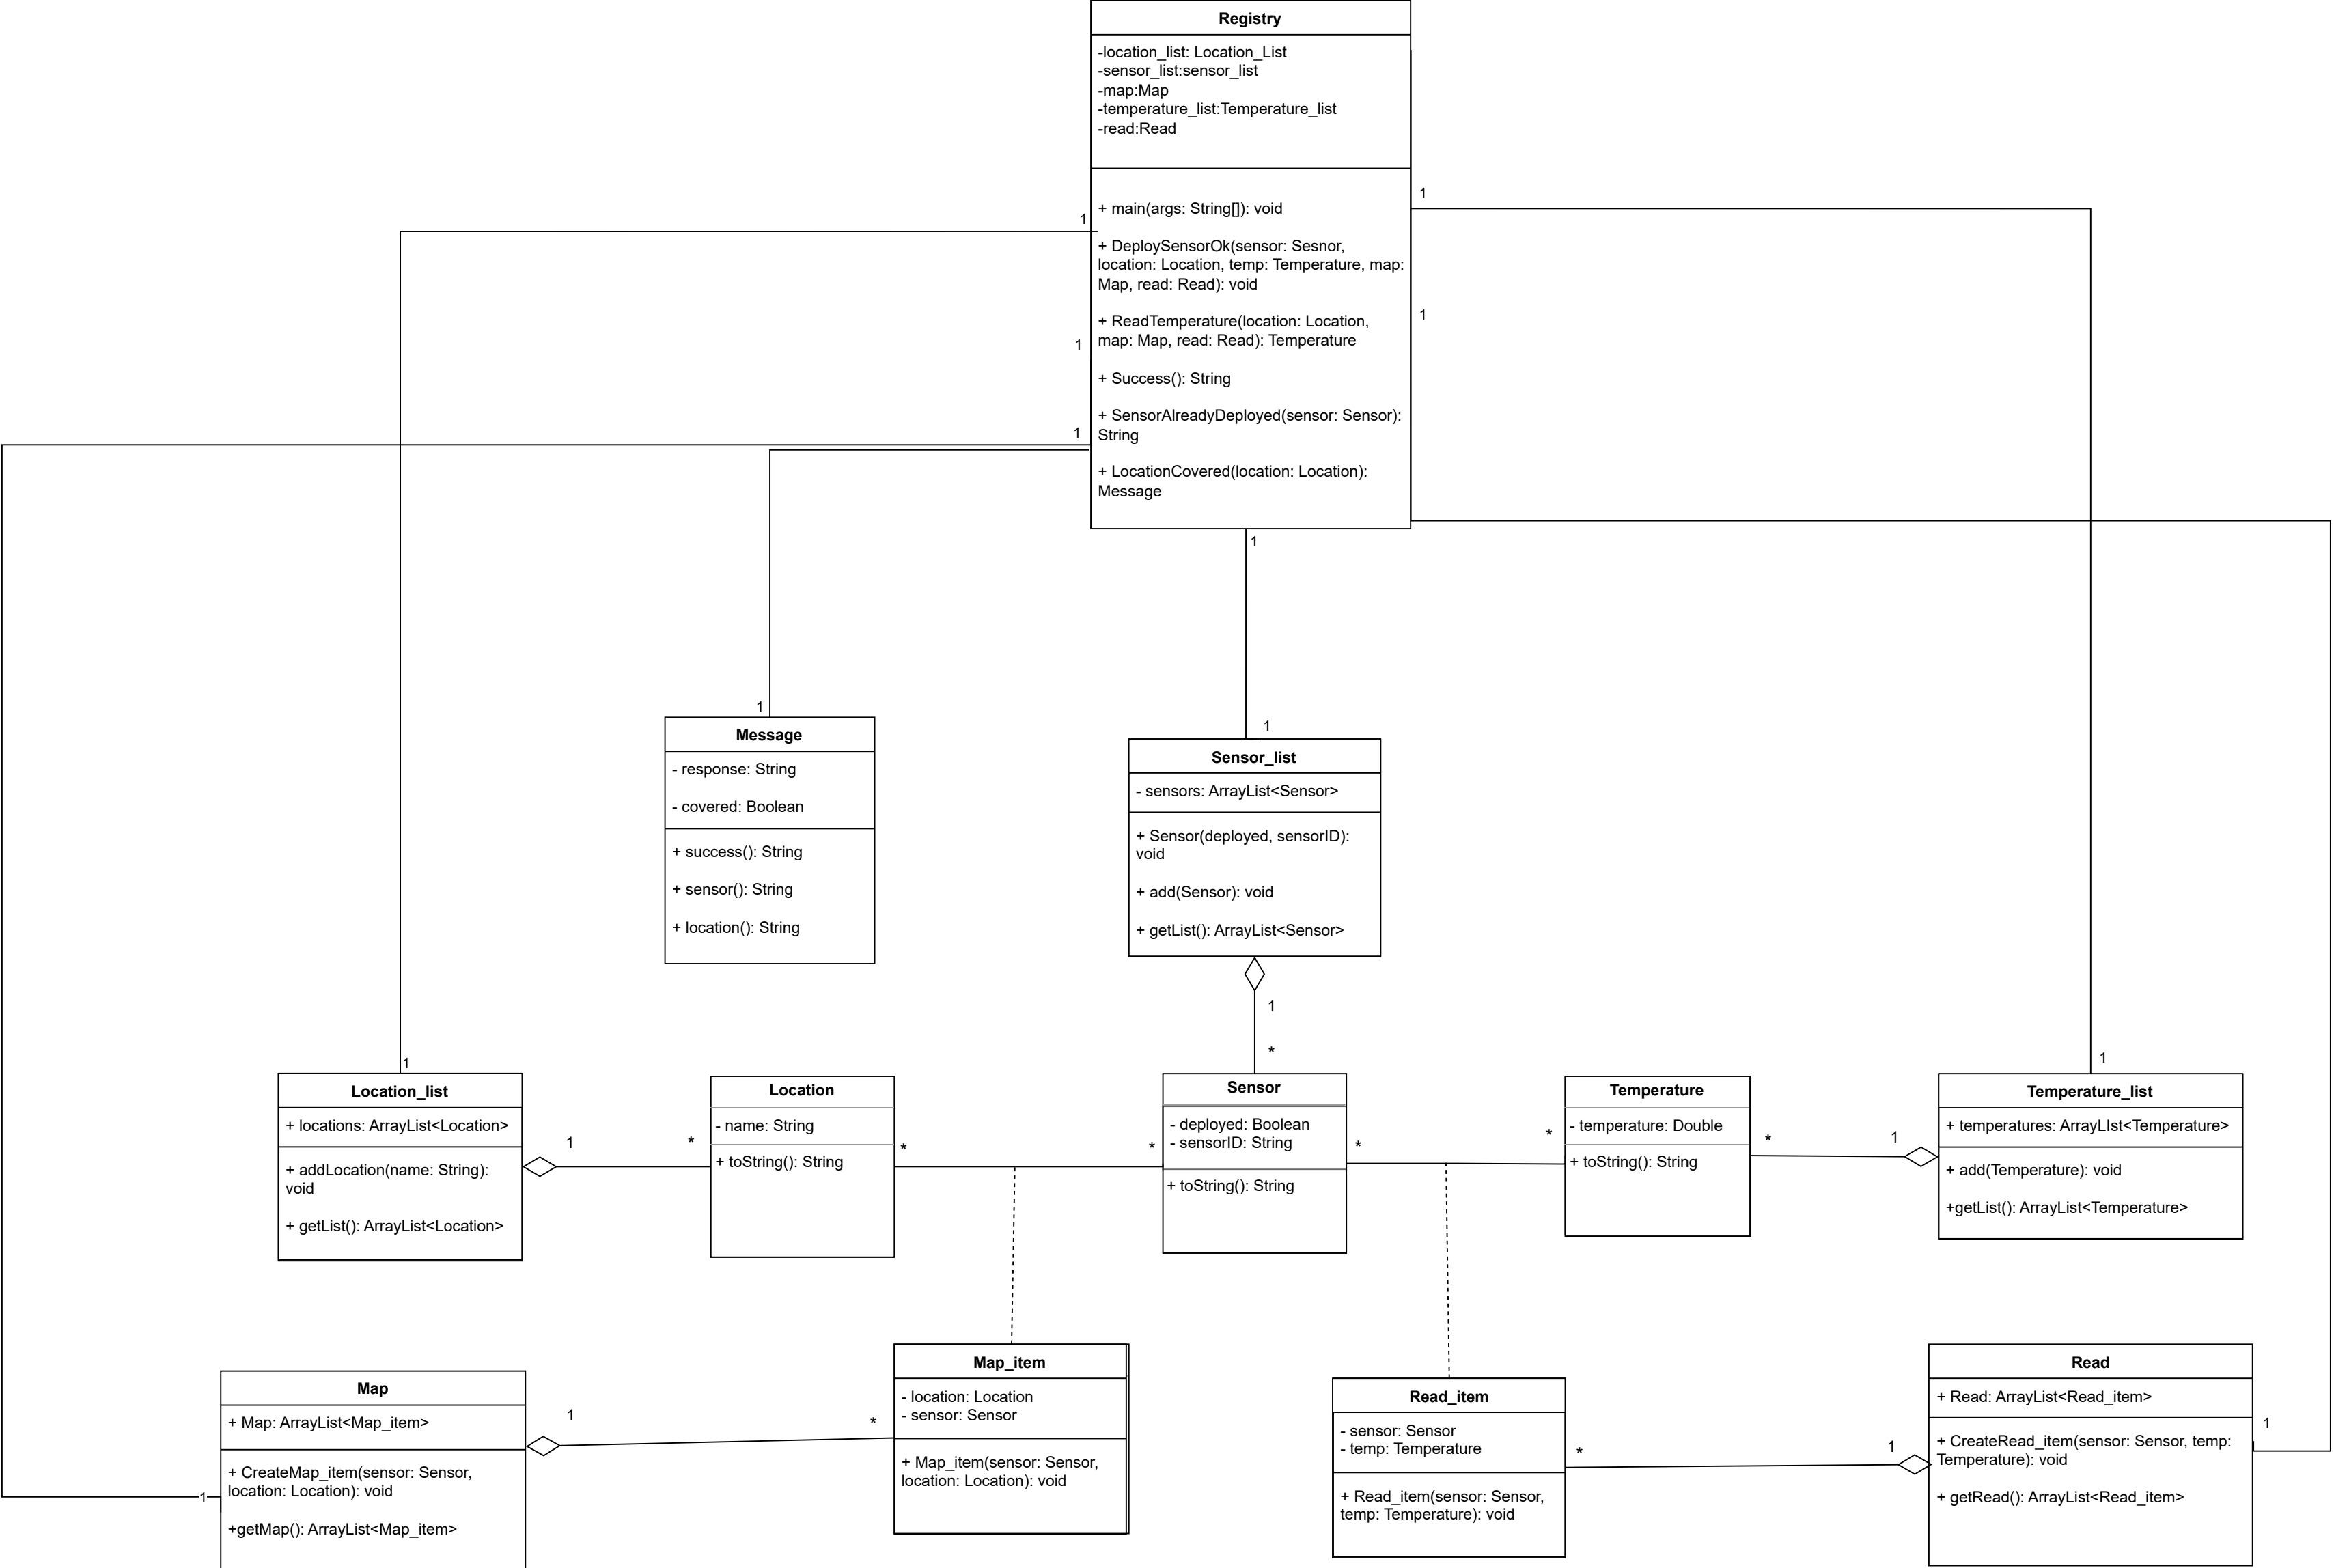 Registry
-location_list: Location_List
-sensor_list:sensor_list
-map:Map
-temperature_list:Temperature_list
-read:Read
+ main(args: String[]): void
+ DeploySensorOk(sensor: Sesnor,
location: Location, temp: Temperature, map:
Map, read: Read): void
+ ReadTemperature(location: Location,
map: Map, read: Read): Temperature
+ Success(): String
+ SensorAlreadyDeployed(sensor: Sensor):
String
+ LocationCovered(location: Location):
Message
1
1
1
1
1
1
1
1
Message
- response: String
- covered: Boolean
+ success(): String
+ sensor(): String
+ location(): String
1
Sensor_list
- sensors: ArrayList<Sensor>
+ Sensor(deployed, sensorID):
void
+ add(Sensor): void
+ getList(): ArrayList<Sensor>
1
*
1
Location_list
+ locations: ArrayList<Location>
+ addLocation(name: String):
void
+ getList(): ArrayList<Location>
1
*
Location
- name: String
+ toString(): String
*
*
Sensor
- deployed: Boolean
- sensorID: String
+ toString(): String
*
*
Temperature
- temperature: Double
+ toString(): String
*
1
1
Temperature_list
+ temperatures: ArrayLIst<Temperature>
+ add(Temperature): void
+getList(): ArrayList<Temperature>
Map
+ Map: ArrayList<Map_item>
+ CreateMap_item(sensor: Sensor,
location: Location): void
+getMap(): ArrayList<Map_item>
1
1
*
Map_item
- location: Location
- sensor: Sensor
+ Map_item(sensor: Sensor,
location: Location): void
Read_item
- sensor: Sensor
- temp: Temperature
+ Read_item(sensor: Sensor,
temp: Temperature): void
*
1
Read
+ Read: ArrayList<Read_item>
+ CreateRead_item(sensor: Sensor, temp:
Temperature): void
+ getRead(): ArrayList<Read_item>
1